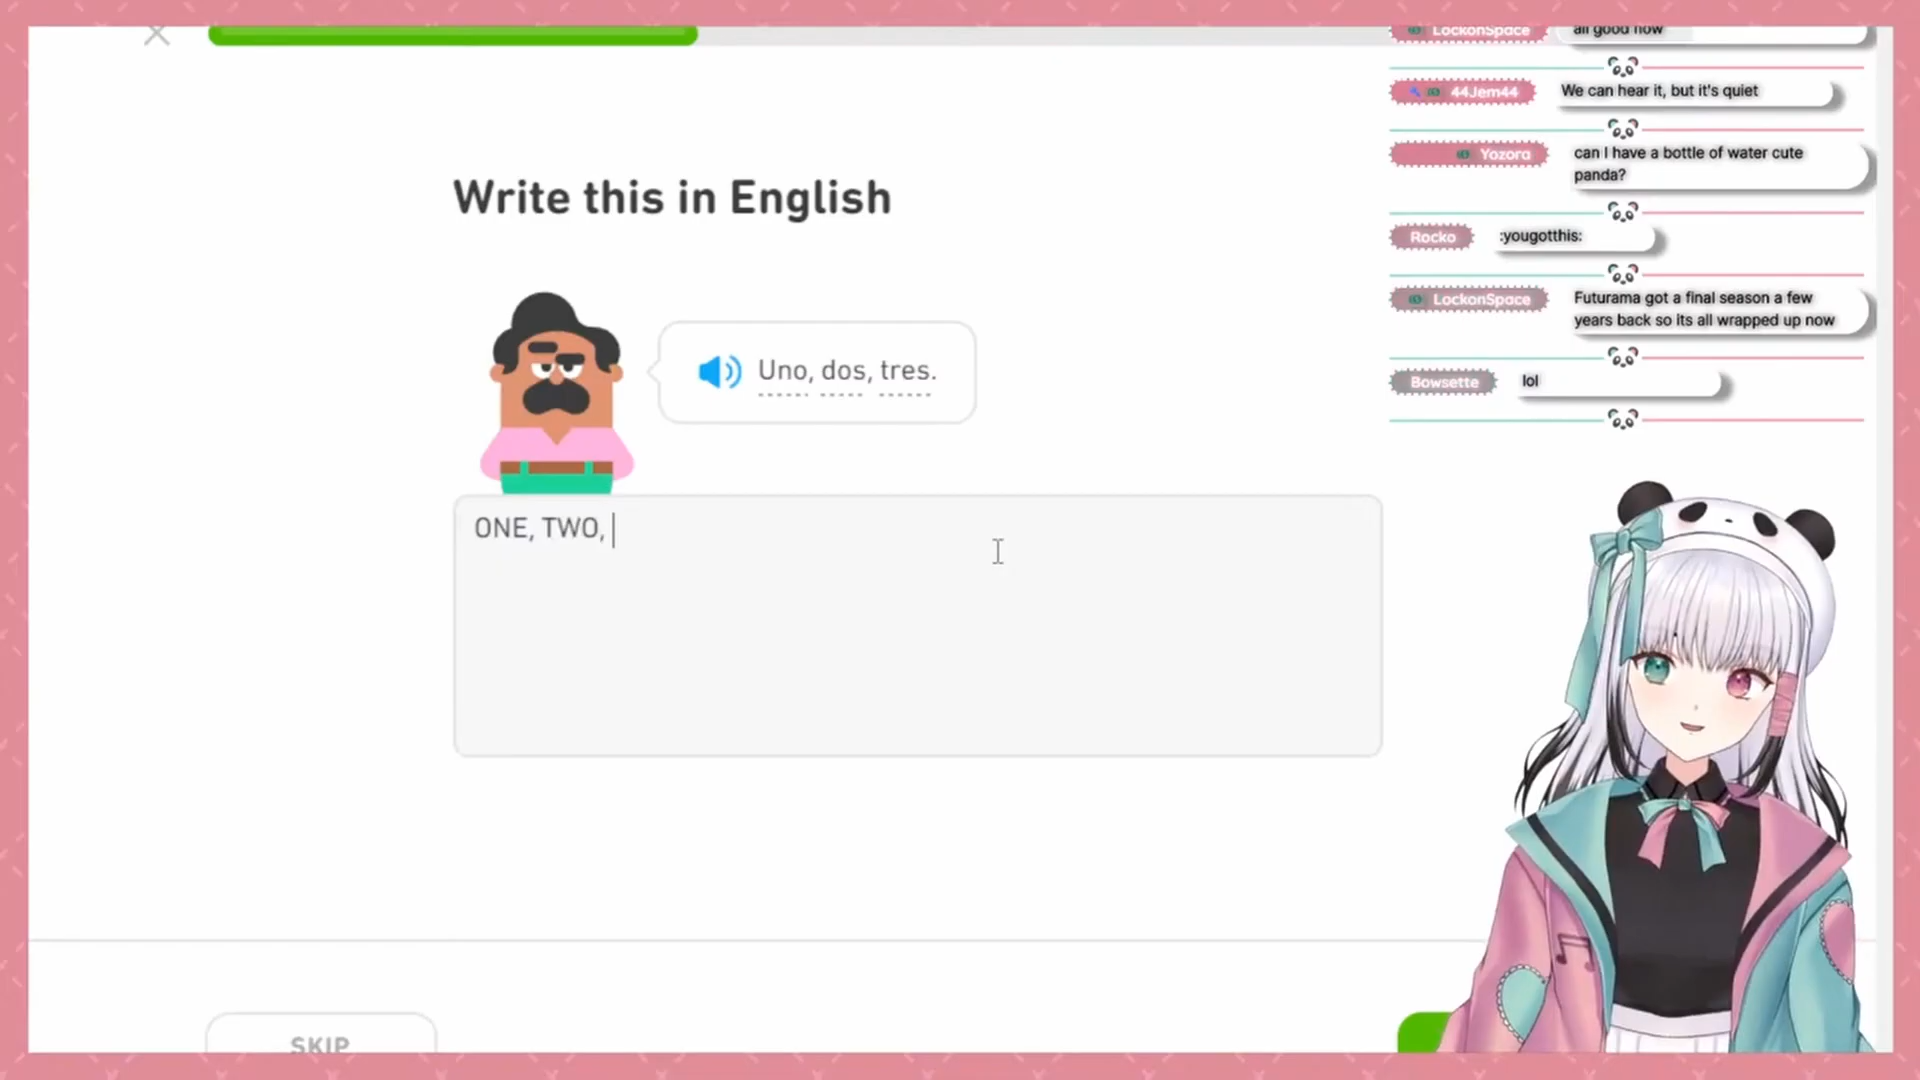 Write this in English
Uno, dos, tres.
ONE, TWO,
SKIP
LockonSpace
all good now
44Jem44
We can hear it, but it's quiet
Yozora
can I have a bottle of water cute
panda?
Rocko
:yougotthis:
LockonSpace
Futurama got a final season a few
years back so its all wrapped up now
Bowsette
lol